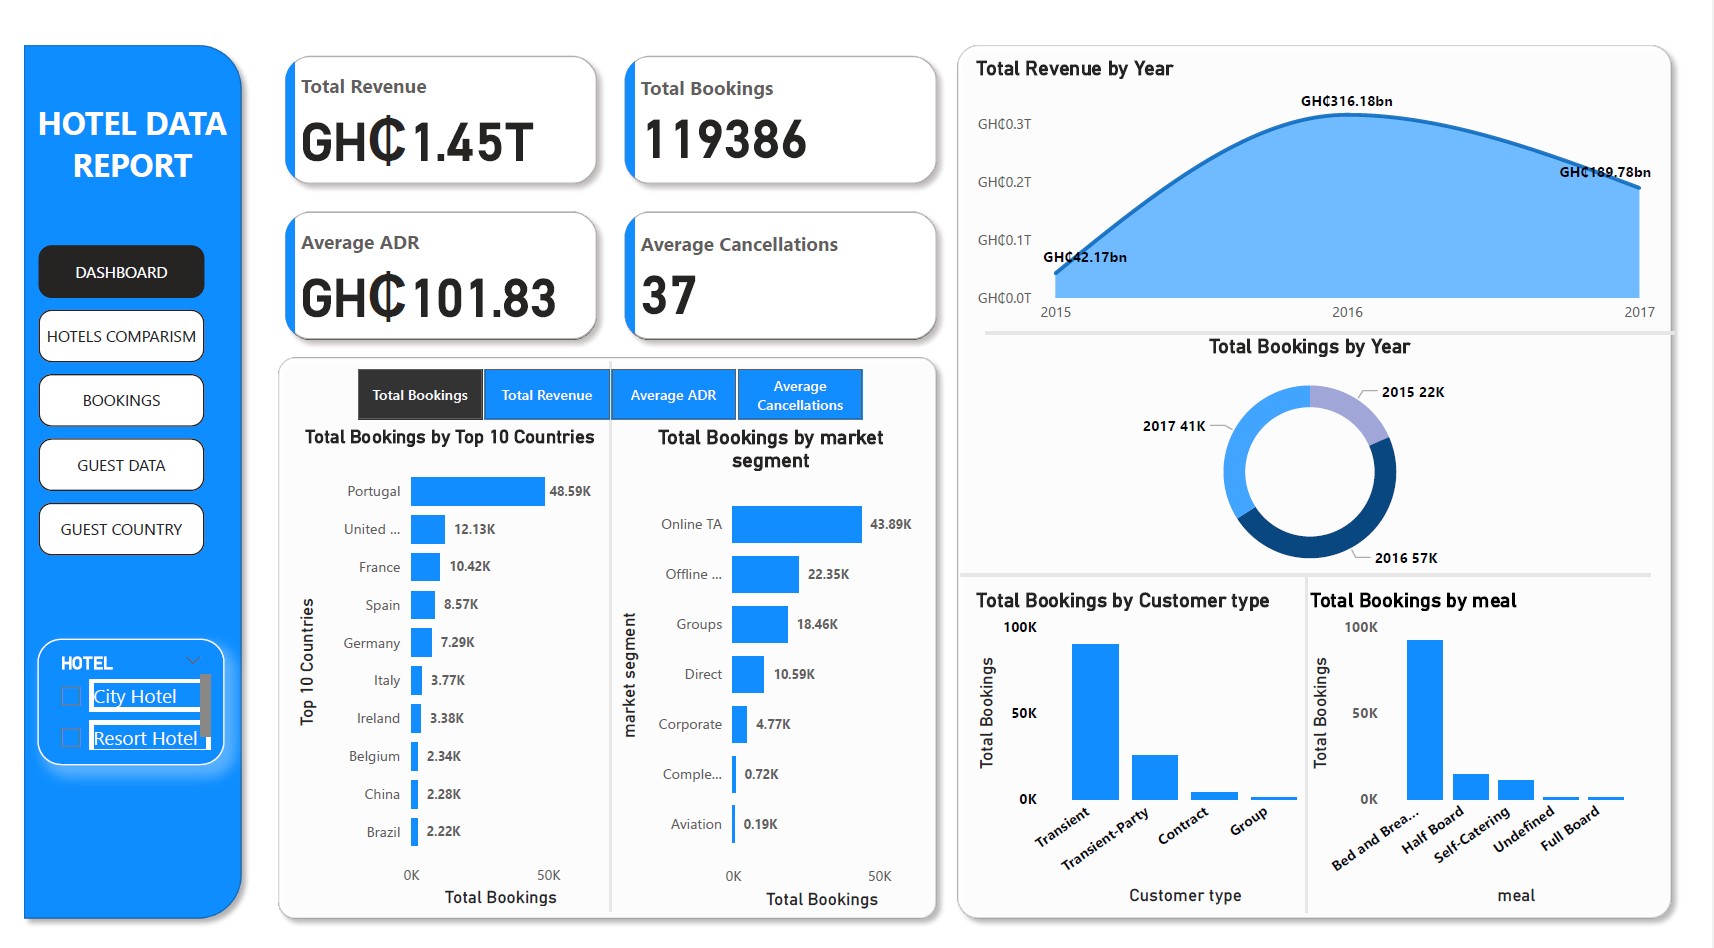 HOTEL DATA
REPORT
DASHBOARD
HOTELS COMPARISM
BOOKINGS
GUEST DATA
GUEST COUNTRY
HOTEL
City Hotel
Resort Hotel
Total Revenue
GH₵1.45T
Total Bookings
119386
Average ADR
GH₵101.83
Average Cancellations
37
Total Bookings
Total Revenue
Average ADR
Average
Cancellations
Total Bookings by Top 10 Countries
Top 10 Countries
Portugal 48.59K
United ... 12.13K
France 10.42K
Spain 8.57K
Germany 7.29K
Italy 3.77K
Ireland 3.38K
Belgium 2.34K
China 2.28K
Brazil 2.22K
0K 50K
Total Bookings
Total Bookings by market
segment
market segment
Online TA 43.89K
Offline ... 22.35K
Groups 18.46K
Direct 10.59K
Corporate 4.77K
Comple... 0.72K
Aviation 0.19K
0K 50K
Total Bookings
Total Revenue by Year
GH₵316.18bn
GH₵0.3T
GH₵189.78bn
GH₵0.2T
GH₵0.1T
GH₵42.17bn
GH₵0.0T
2015 2016 2017
Total Bookings by Year
2015 22K
2017 41K
2016 57K
Total Bookings by Customer type
100K
50K
0K
Total Bookings
Transient
Transient-Party
Contract
Group
Customer type
Total Bookings by meal
100K
50K
0K
Total Bookings
Bed and Brea...
Half Board
Self-Catering
Undefined
Full Board
meal